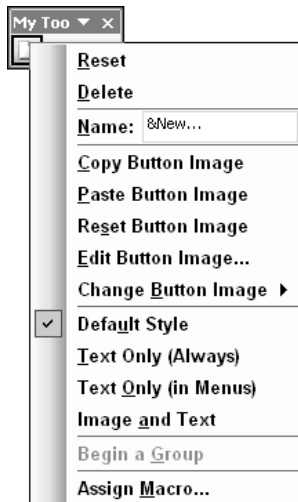 My Too
Reset
Delete
Name: &New...
Copy Button Image
Paste Button Image
Reset Button Image
Edit Button Image...
Change Button Image
Default Style
Text Only (Always)
Text Only (in Menus)
Image and Text
Begin a Group
Assign Macro...